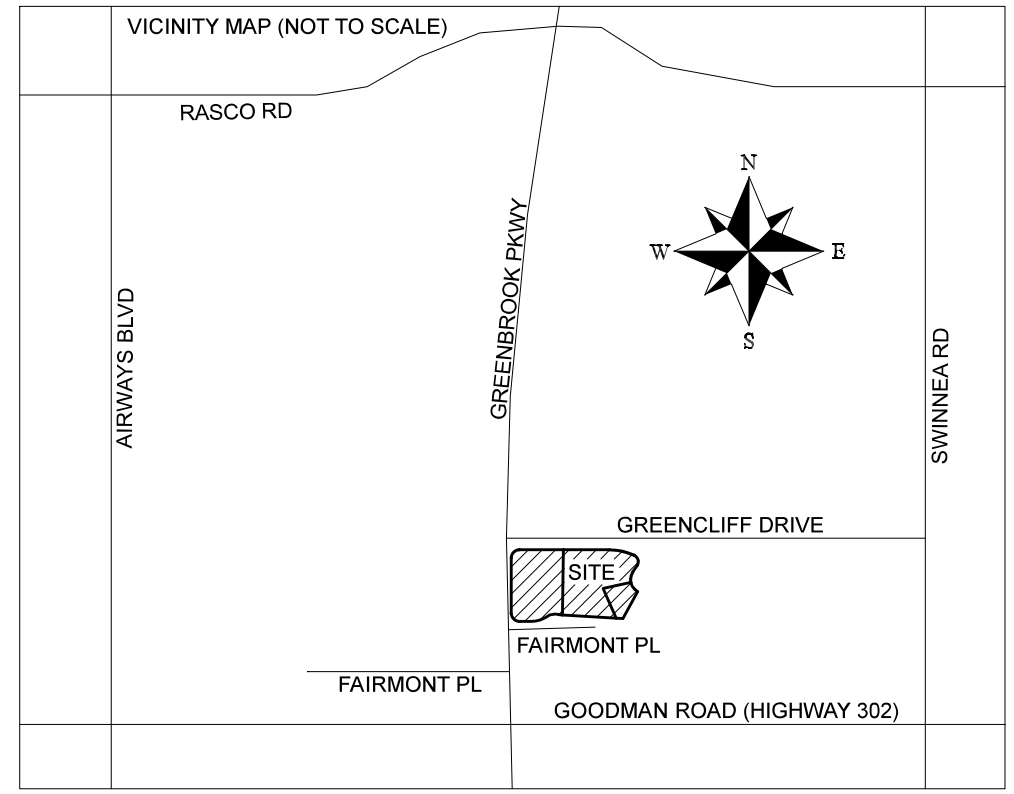 VICINITY MAP (NOT TO SCALE)
RASCO RD
N
W
E
S
GREENBROOK PKWY
AIRWAYS BLVD
SWINNEA RD
GREENCLIFF DRIVE
SITE
FAIRMONT PL
FAIRMONT PL
GOODMAN ROAD (HIGHWAY 302)